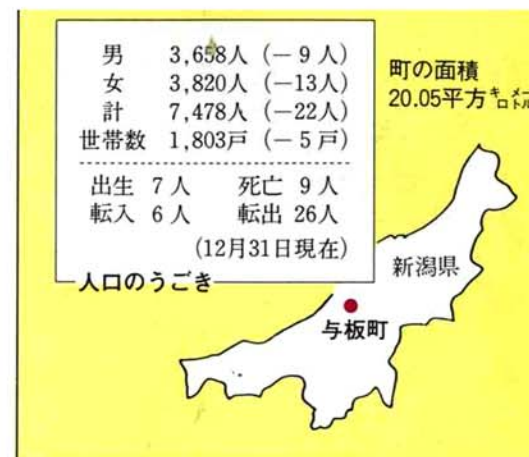 男 3,658人 (−9人)
女 3,820人 (−13人)
計 7,478人 (−22人)
世帯数 1,803戸 (−5戸)
出生 7人 死亡 9人
転入 6人 転出 26人
(12月31日現在)
人口のうごき
町の面積
20.05平方キロメートル
新潟県
与板町